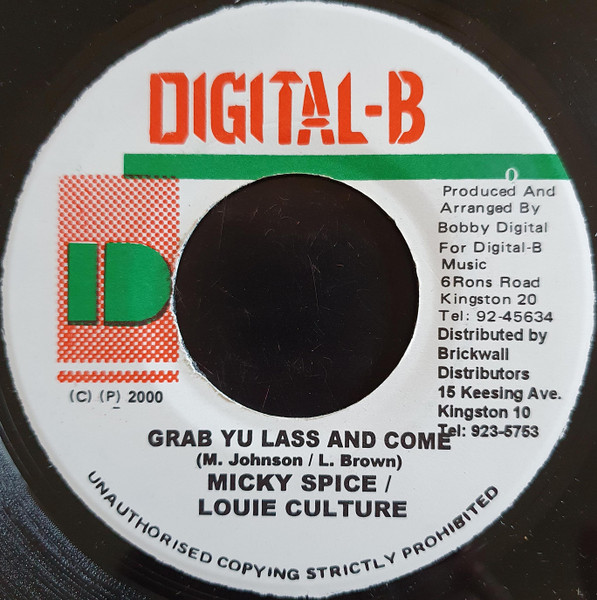 DIGITAL-B
Produced And
Arranged By
Bobby Digital
For Digital-B
Music
6Rons Road
Kingston 20
Tel: 92-45634
Distributed by
Brickwall
Distributors
15 Keesing Ave.
Kingston 10
Tel: 923-5753
D
(C) (P) 2000
GRAB YU LASS AND COME
(M. Johnson / L. Brown)
MICKY SPICE /
LOUIE CULTURE
UNAUTHORISED COPYING STRICTLY PROHIBITED